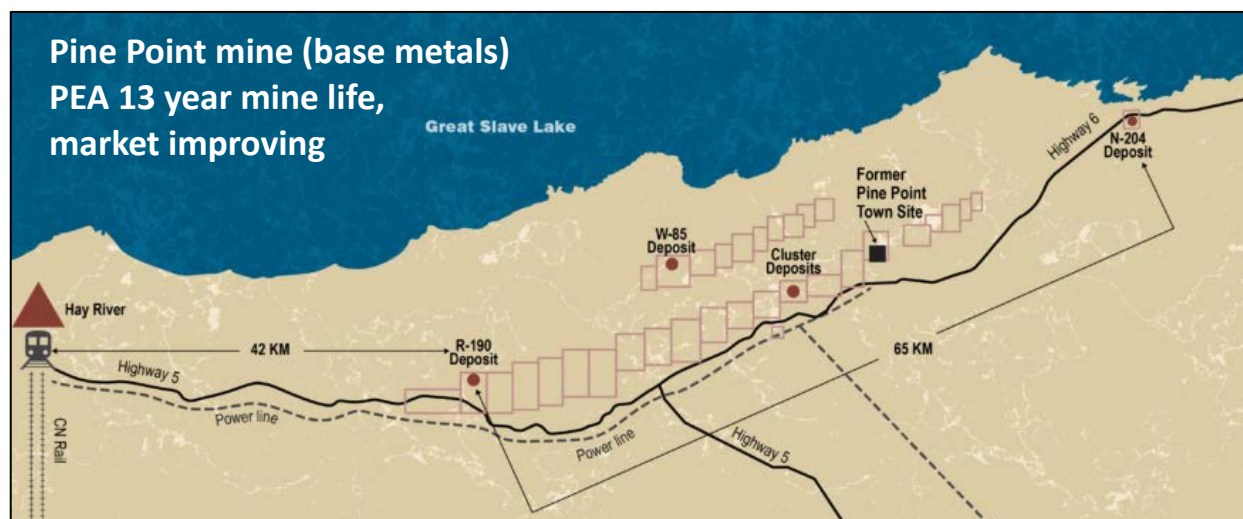 Pine Point mine (base metals)
PEA 13 year mine life,
market improving
Great Slave Lake
Highway 6
N-204
Deposit
Former
Pine Point
Town Site
W-85
Deposit
Cluster
Deposits
Hay River
42 KM
R-190
Deposit
65 KM
Highway 5
Power line
Power line
Highway 5
CN Rail